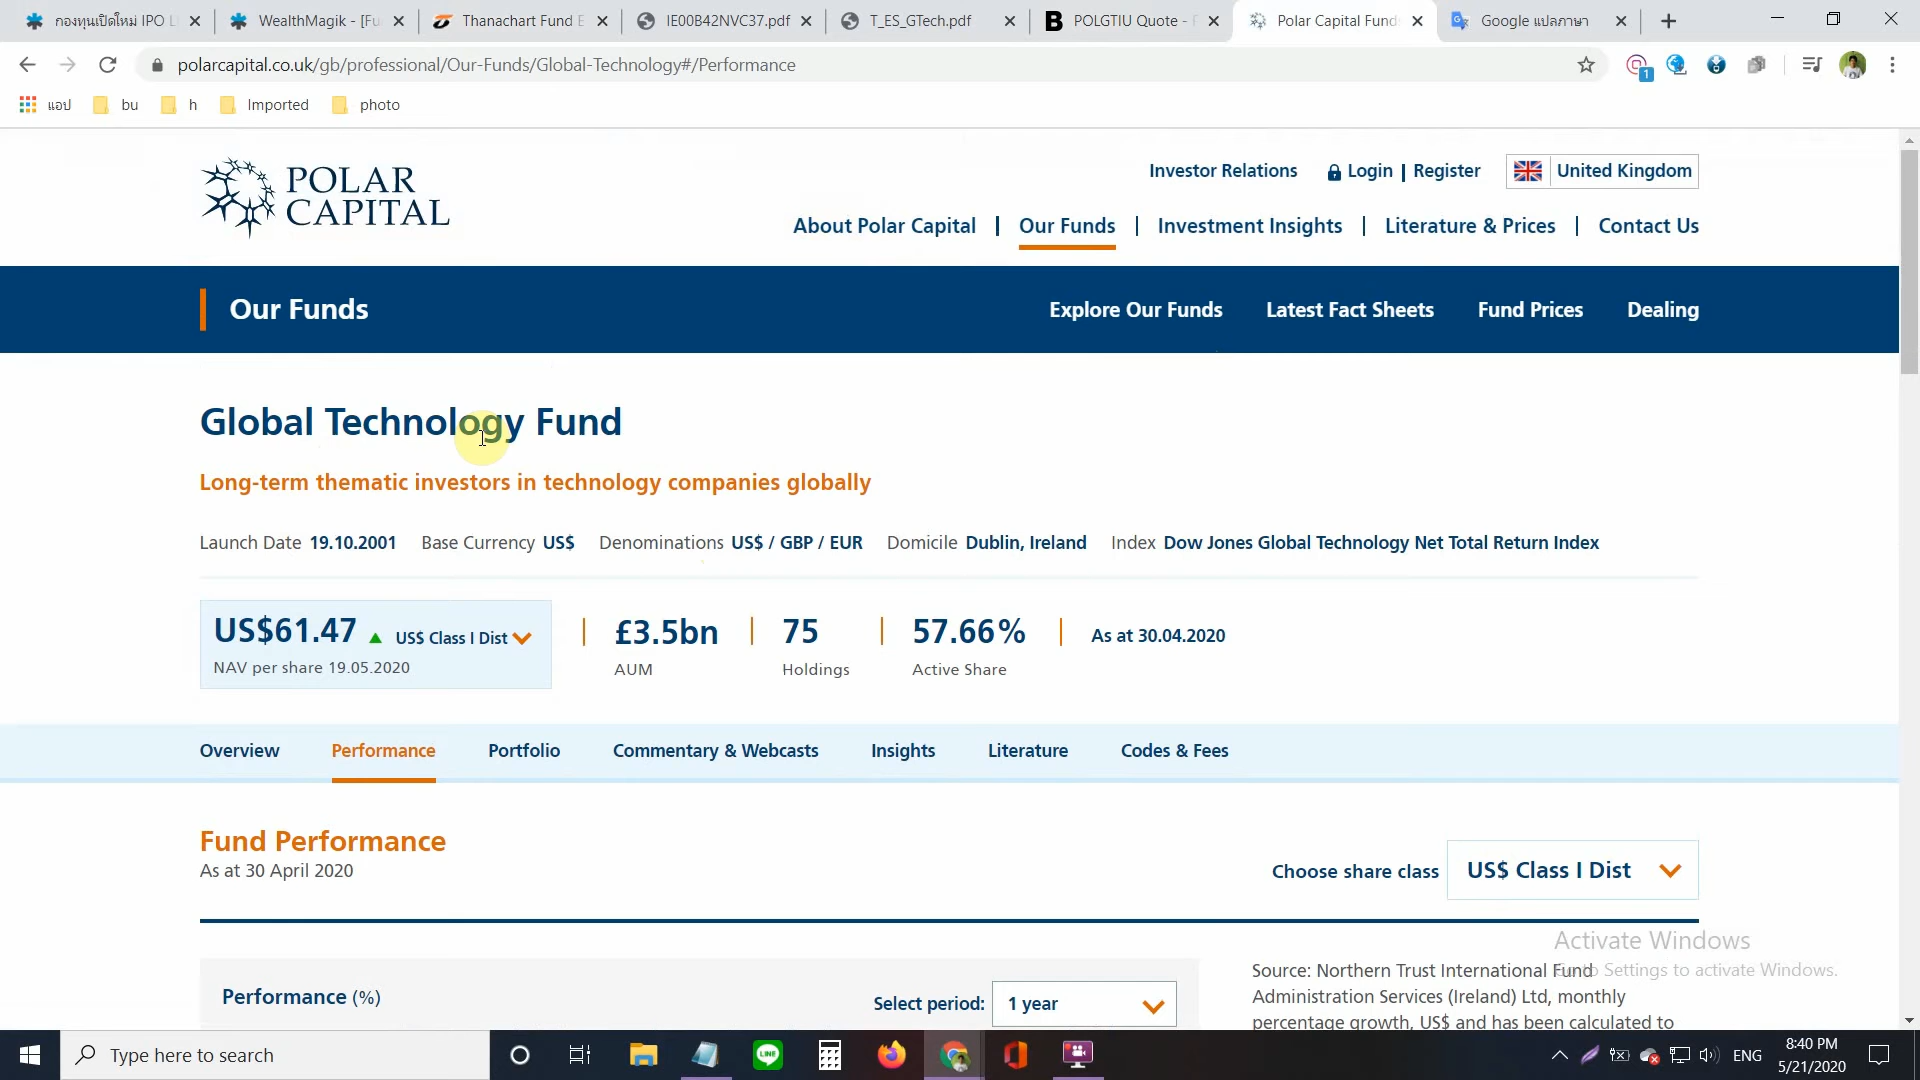 กองทุนเปิดใหม่ IPO
WealthMagik - [Fu
Thanachart Fund E
IE00B42NVC37.pdf
T_ES_GTech.pdf
POLGTIU Quote -
Polar Capital Fund
Google แปลภาษา
polarcapital.co.uk/gb/professional/Our-Funds/Global-Technology#/Performance
1
แอป
bu
h
Imported
photo
POLAR
CAPITAL
Investor Relations
Login | Register
United Kingdom
About Polar Capital | Our Funds | Investment Insights | Literature & Prices | Contact Us
Our Funds
Explore Our Funds
Latest Fact Sheets
Fund Prices
Dealing
Global Technology Fund
Long-term thematic investors in technology companies globally
Launch Date 19.10.2001 Base Currency US$ Denominations US$ / GBP / EUR Domicile Dublin, Ireland Index Dow Jones Global Technology Net Total Return Index
US$61.47 US$ Class I Dist
NAV per share 19.05.2020
£3.5bn
AUM
75
Holdings
57.66%
Active Share
As at 30.04.2020
Overview
Performance
Portfolio
Commentary & Webcasts
Insights
Literature
Codes & Fees
Fund Performance
As at 30 April 2020
Choose share class
US$ Class I Dist
Performance (%)
Select period:
1 year
Source: Northern Trust International Fund
Administration Services (Ireland) Ltd, monthly
percentage growth, US$ and has been calculated to
Activate Windows
Go to Settings to activate Windows.
Type here to search
LINE
ENG
8:40 PM
5/21/2020